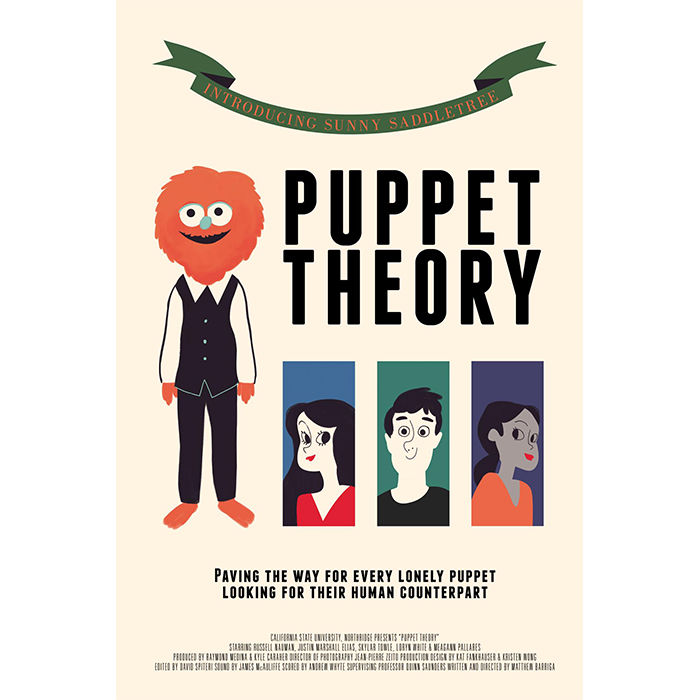 INTRODUCING SUNNY SADDLETREE
PUPPET
THEORY
PAVING THE WAY FOR EVERY LONELY PUPPET
LOOKING FOR THEIR HUMAN COUNTERPART
CALIFORNIA STATE UNIVERSITY, NORTHRIDGE PRESENTS "PUPPET THEORY"
STARRING RUSSELL NAUMAN, JUSTIN MARSHALL ELIAS, SKYLAR TOWLE, LORYN WHITE & MEAGANN PALLARES
PRODUCED BY RAYMOND MEDINA & KYLE CARAHER DIRECTOR OF PHOTOGRAPHY JEAN-PIERRE ZEITO PRODUCTION DESIGN BY KAT FANKHAUSER & KRISTEN WONG
EDITED BY DAVID SPITERI SOUND BY JAMES MCAULIFFE SCORED BY ANDREW WHYTE SUPERVISING PROFESSOR QUINN SAUNDERS WRITTEN AND DIRECTED BY MATTHEW BARRIGA